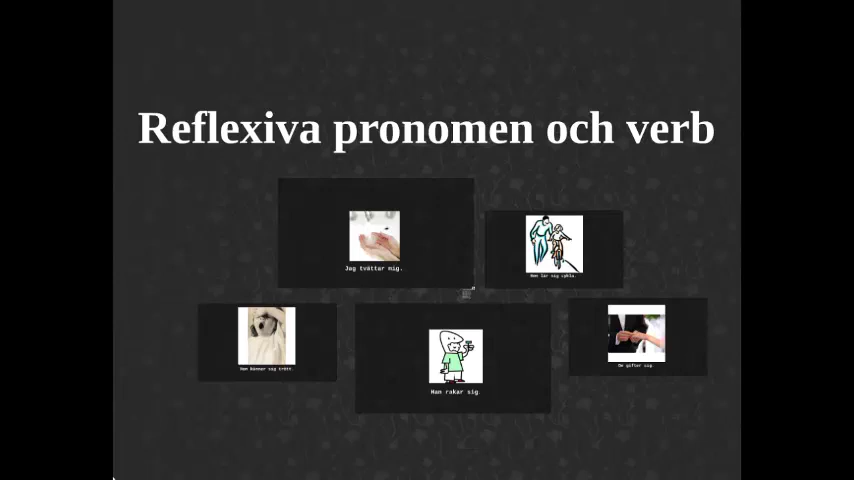 Reflexiva pronomen och verb
Jag tvättar mig.
Hon lär sig cykla.
Hon känner sig trött.
Han rakar sig.
De gifter sig.